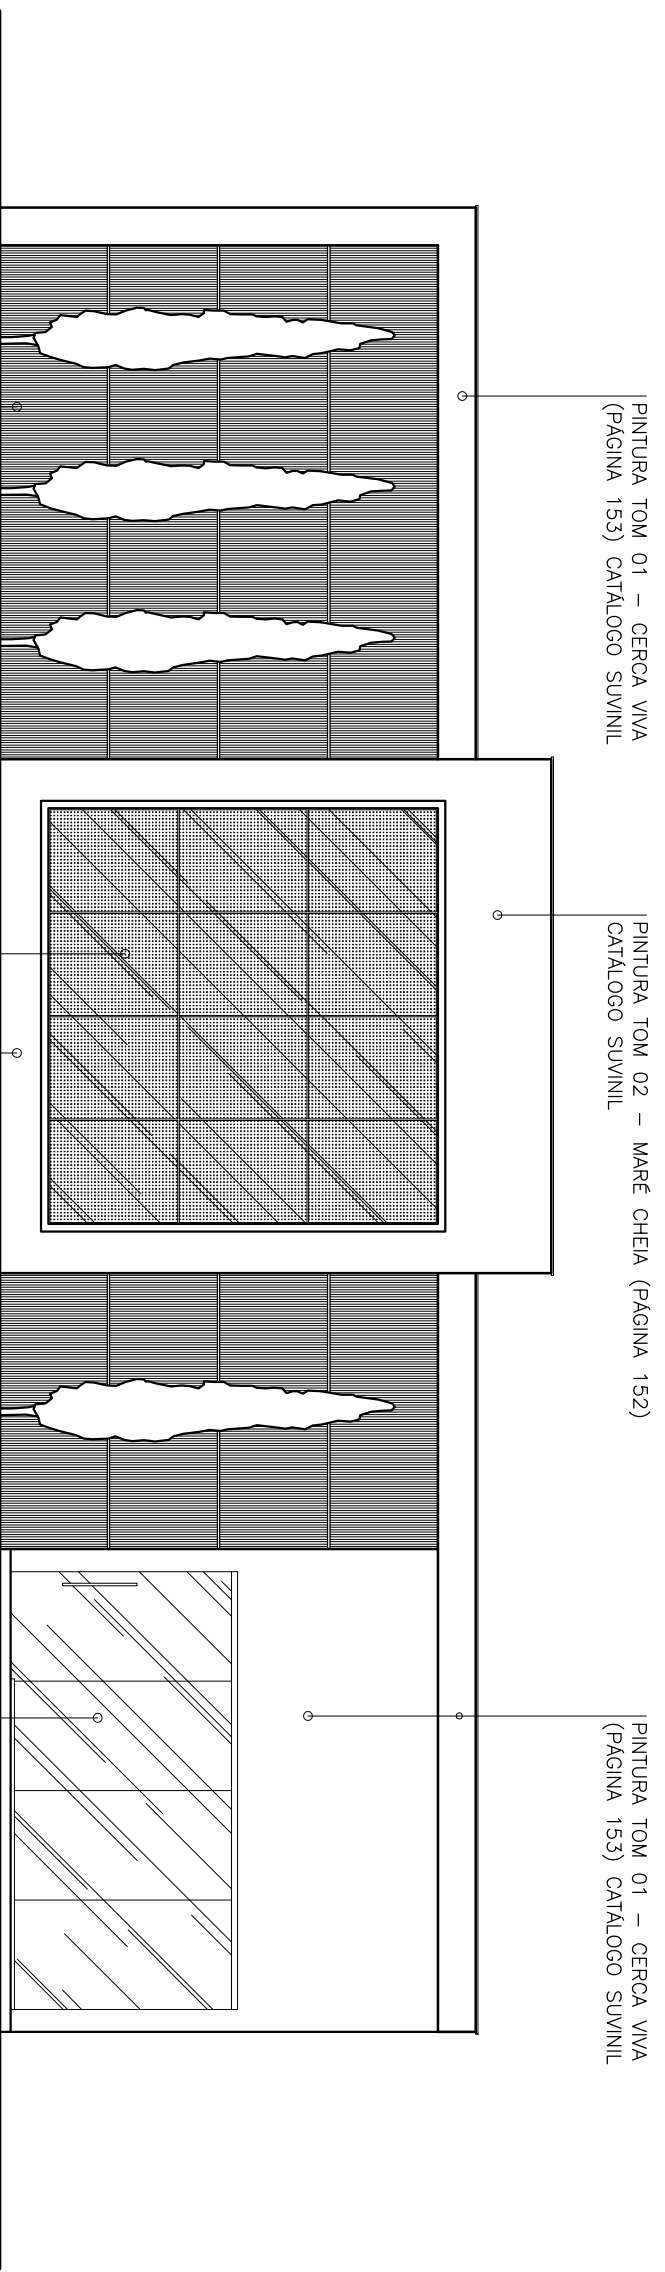 PINTURA TOM 01 - CERCA VIVA
(PÁGINA 153) CATÁLOGO SUVINIL
PINTURA TOM 02 - MARÉ CHEIA (PÁGINA 152)
CATÁLOGO SUVINIL
PINTURA TOM 01 - CERCA VIVA
(PÁGINA 153) CATÁLOGO SUVINIL